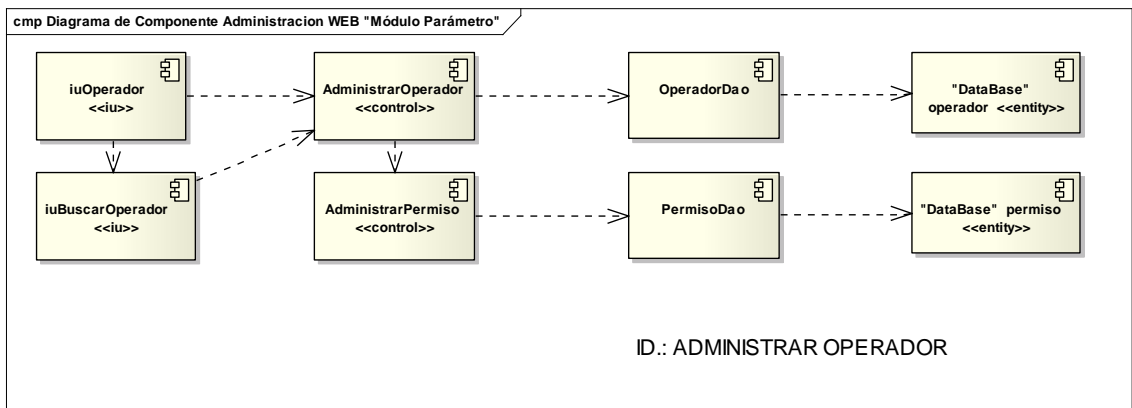 cmp Diagrama de Componente Administracion WEB "Módulo Parámetro"
iuOperador
<<iu>>
AdministrarOperador
<<control>>
OperadorDao
"DataBase"
operador <<entity>>
iuBuscarOperador
<<iu>>
AdministrarPermiso
<<control>>
PermisoDao
"DataBase" permiso
<<entity>>
ID.: ADMINISTRAR OPERADOR